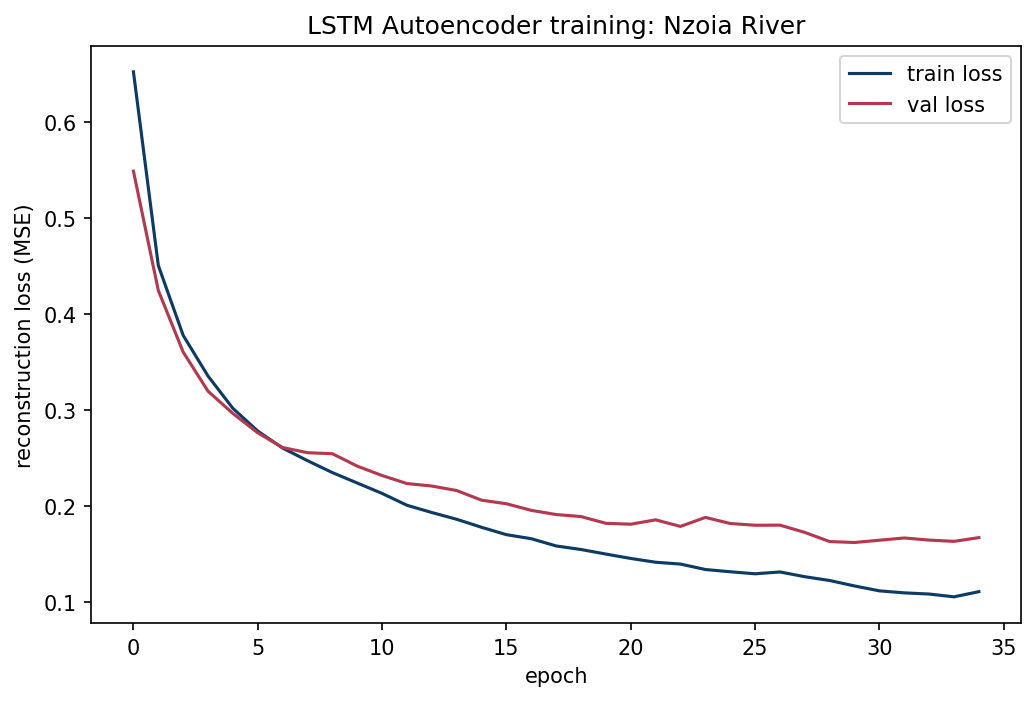 LSTM Autoencoder training: Nzoia River
train loss
val loss
reconstruction loss (MSE)
0.6
0.5
0.4
0.3
0.2
0.1
0 5 10 15 20 25 30 35
epoch